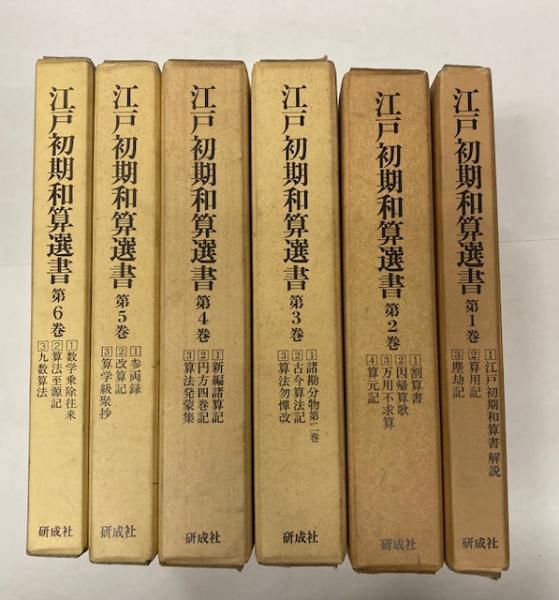 江戸初期和算選書 第1巻
1 江戸初期和算書 解説
2 算用記
3 塵劫記
研成社
江戸初期和算選書 第2巻
1 割算書
2 因帰算歌
3 万用不求算
4 算元記
研成社
江戸初期和算選書 第3巻
1 諸勘分物第二巻
2 古今算法記
3 算法勿憚改
研成社
江戸初期和算選書 第4巻
1 新編諸算記
2 円方四巻記
3 算法発蒙集
研成社
江戸初期和算選書 第5巻
1 参両録
2 改算記
3 算学級聚抄
研成社
江戸初期和算選書 第6巻
1 数学乗除往来
2 算法至源記
3 九数算法
研成社